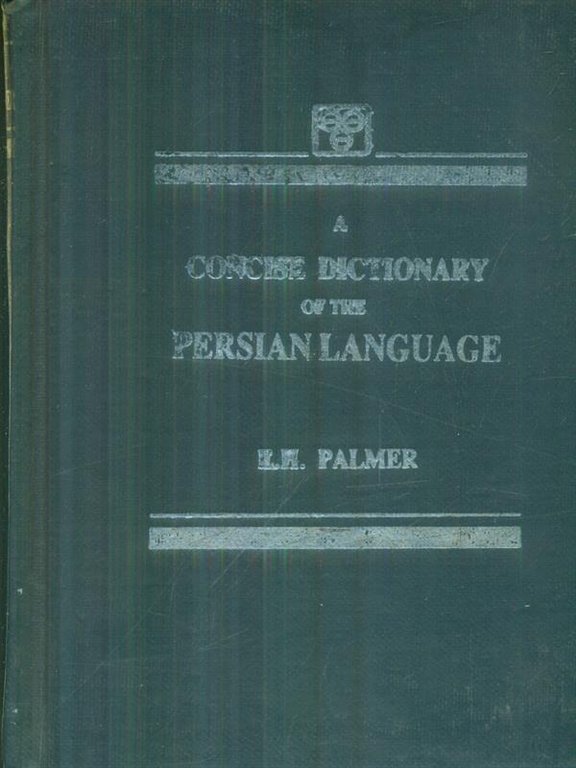 A
CONCISE DICTIONARY
OF THE
PERSIAN LANGUAGE
E.H. PALMER